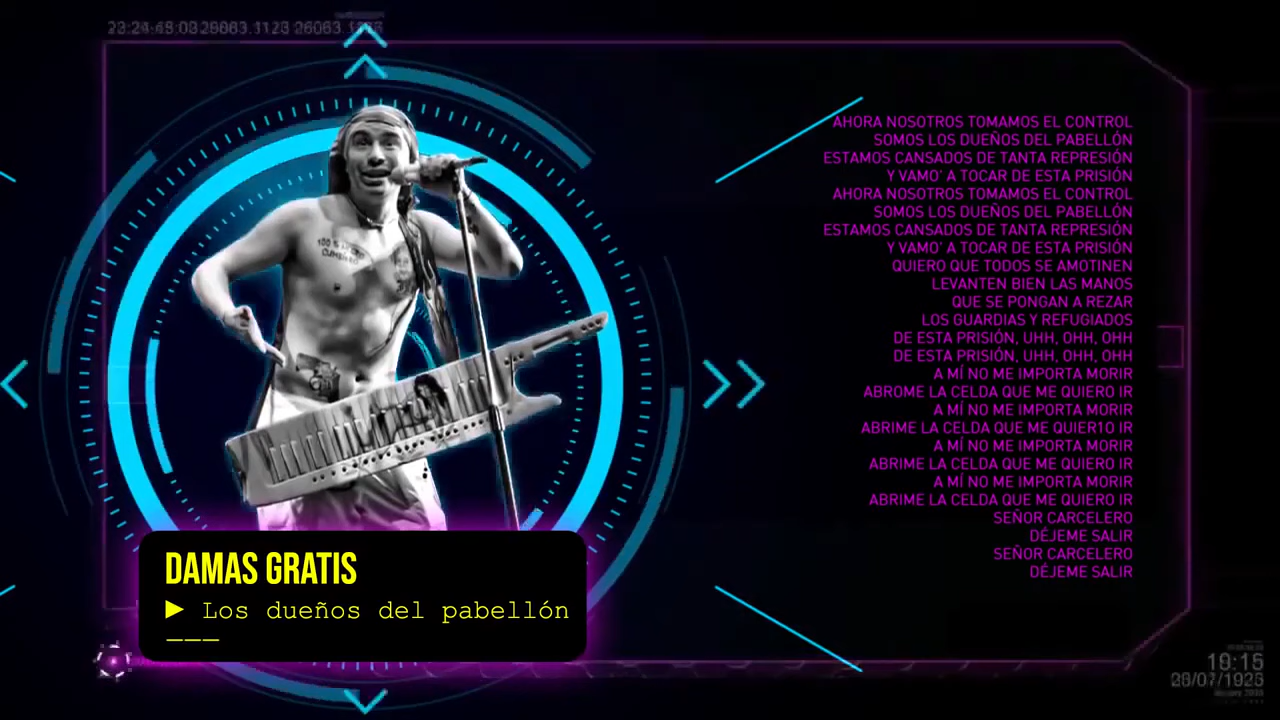 AHORA NOSOTROS TOMAMOS EL CONTROL
SOMOS LOS DUEÑOS DEL PABELLÓN
ESTAMOS CANSADOS DE TANTA REPRESIÓN
Y VAMO' A TOCAR DE ESTA PRISIÓN
AHORA NOSOTROS TOMAMOS EL CONTROL
SOMOS LOS DUEÑOS DEL PABELLÓN
ESTAMOS CANSADOS DE TANTA REPRESIÓN
Y VAMO' A TOCAR DE ESTA PRISIÓN
QUIERO QUE TODOS SE AMOTINEN
LEVANTEN BIEN LAS MANOS
QUE SE PONGAN A REZAR
LOS GUARDIAS Y REFUGIADOS
DE ESTA PRISIÓN, UHH, OHH, OHH
DE ESTA PRISIÓN, UHH, OHH, OHH
A MÍ NO ME IMPORTA MORIR
ABROME LA CELDA QUE ME QUIERO IR
A MÍ NO ME IMPORTA MORIR
ABRIME LA CELDA QUE ME QUIER1O IR
A MÍ NO ME IMPORTA MORIR
ABRIME LA CELDA QUE ME QUIERO IR
A MÍ NO ME IMPORTA MORIR
ABRIME LA CELDA QUE ME QUIERO IR
SEÑOR CARCELERO
DÉJEME SALIR
SEÑOR CARCELERO
DÉJEME SALIR
DAMAS GRATIS
► Los dueños del pabellón
___
19:15